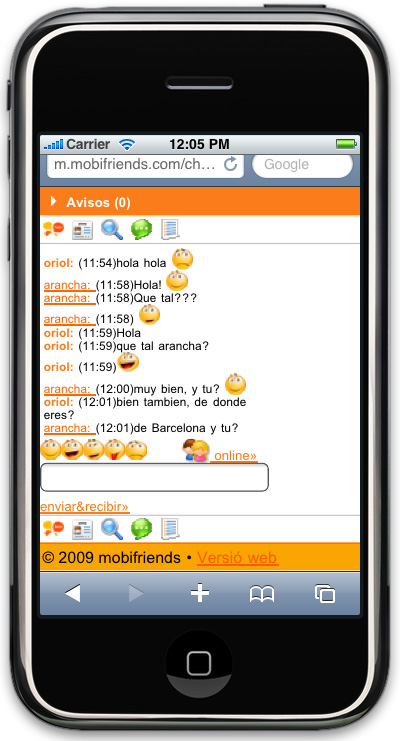 Carrier 12:05 PM
m.mobifriends.com/ch... Google
Avisos (0)
oriol: (11:54)hola hola
arancha: (11:58)Hola!
arancha: (11:58)Que tal???
arancha: (11:58)
oriol: (11:59)Hola
oriol: (11:59)que tal arancha?
oriol: (11:59)
arancha: (12:00)muy bien, y tu?
oriol: (12:01)bien tambien, de donde
eres?
arancha: (12:01)de Barcelona y tu?
online»
enviar&recibir»
© 2009 mobifriends • Versió web